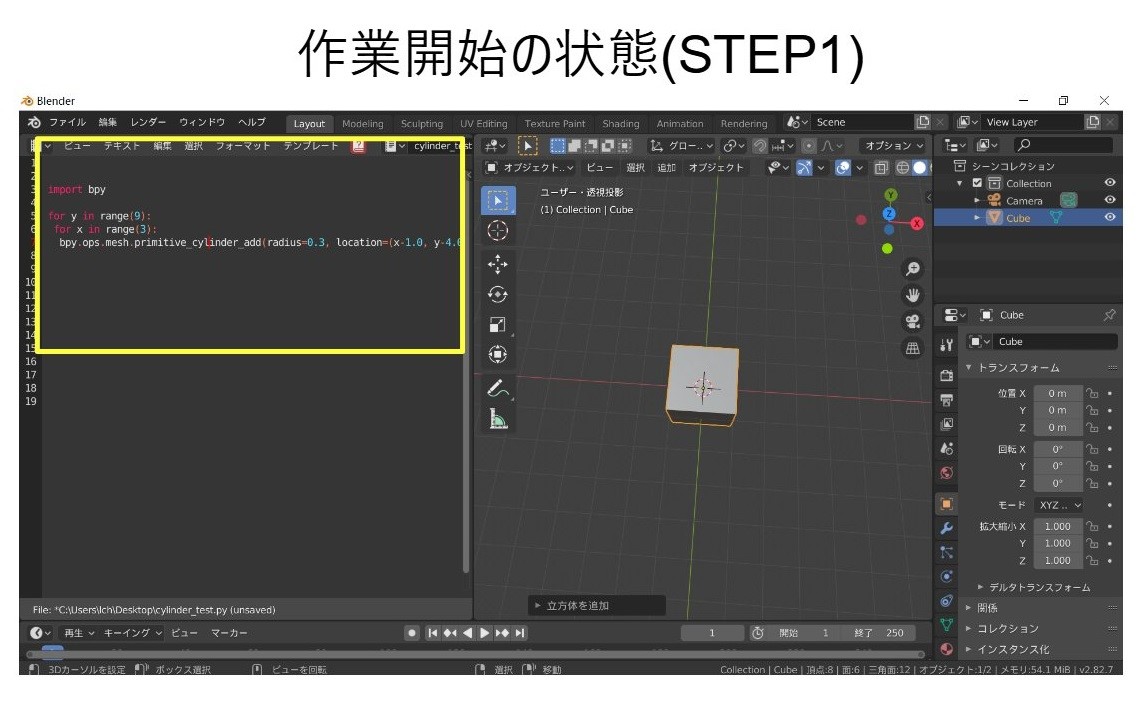 作業開始の状態(STEP1)
Blender
ファイル 編集 レンダー ウィンドウ ヘルプ Layout Modeling Sculpting UV Editing Texture Paint Shading Animation Rendering Scene View Layer
ビュー テキスト 編集 選択 フォーマット テンプレート cylinder_test グロー.. オプション
オブジェクト.. ビュー 選択 追加 オブジェクト
シーンコレクション
Collection
Camera
Cube
ユーザー・透視投影
(1) Collection | Cube
import bpy
for y in range(9):
for x in range(3):
bpy.ops.mesh.primitive_cylinder_add(radius=0.3, location=(x-1.0, y-4.0
10
11
12
13
14
15
16
17
18
19
Y
Z
X
Cube
Cube
トランスフォーム
位置 X 0 m
Y 0 m
Z 0 m
回転 X 0°
Y 0°
Z 0°
モード XYZ ..
拡大縮小 X 1.000
Y 1.000
Z 1.000
デルタトランスフォーム
関係
コレクション
インスタンス化
立方体を追加
File: *C:\Users\lch\Desktop\cylinder_test.py (unsaved)
再生 キーイング ビュー マーカー 1 開始 1 終了 250
3Dカーソルを設定 ボックス選択 ビューを回転 選択 移動 Collection | Cube | 頂点:8 | 面:6 | 三角面:12 | オブジェクト:1/2 | メモリ:54.1 MiB | v2.82.7